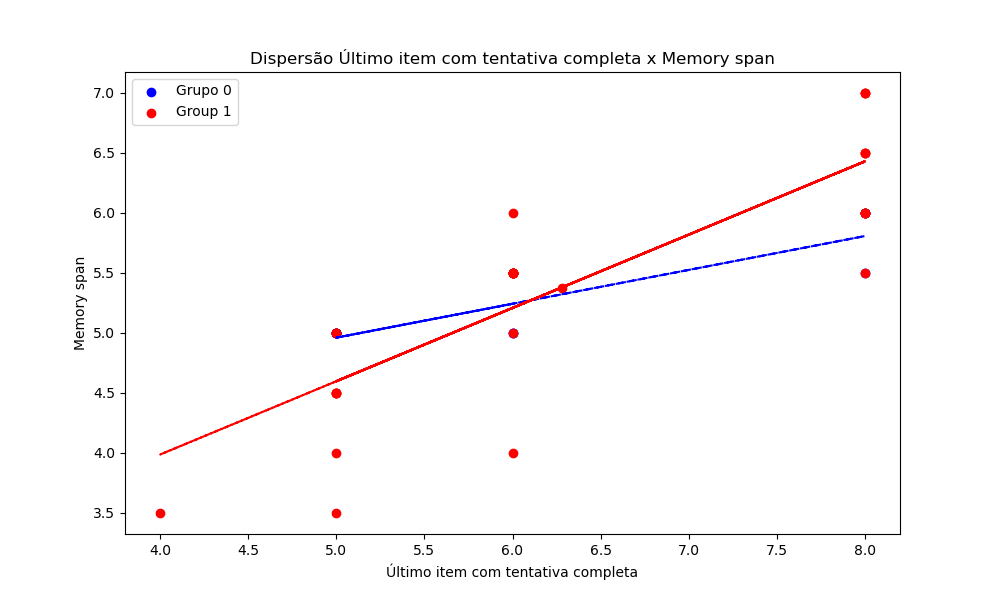 Dispersão Último item com tentativa completa x Memory span
Grupo 0
Group 1
7.0
6.5
6.0
5.5
5.0
4.5
4.0
3.5
Memory span
4.0 4.5 5.0 5.5 6.0 6.5 7.0 7.5 8.0
Último item com tentativa completa